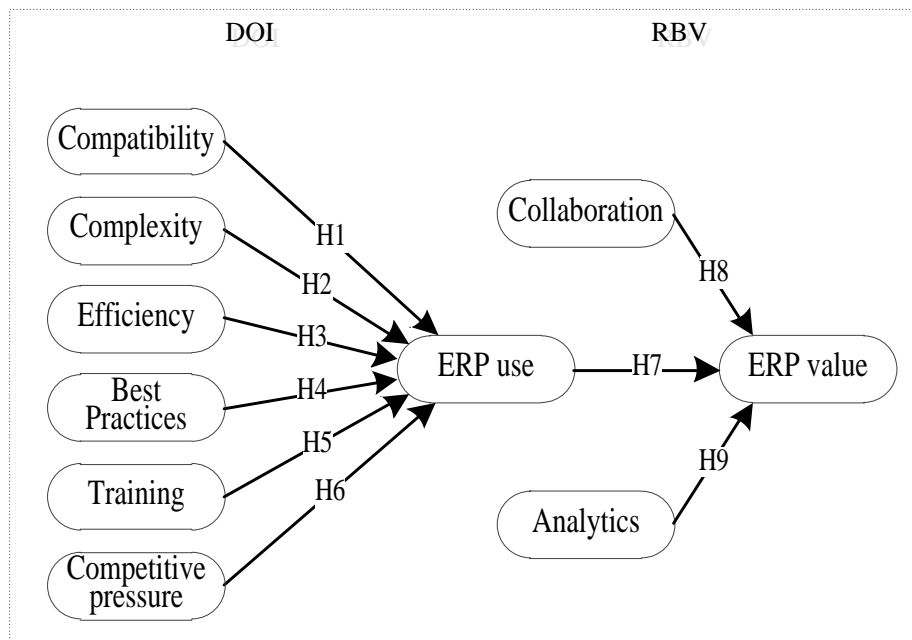 DOI
RBV
Compatibility
Complexity
Efficiency
Best
Practices
Training
Competitive
pressure
H1
H2
H3
H4
H5
H6
ERP use
H7
Collaboration
H8
ERP value
H9
Analytics